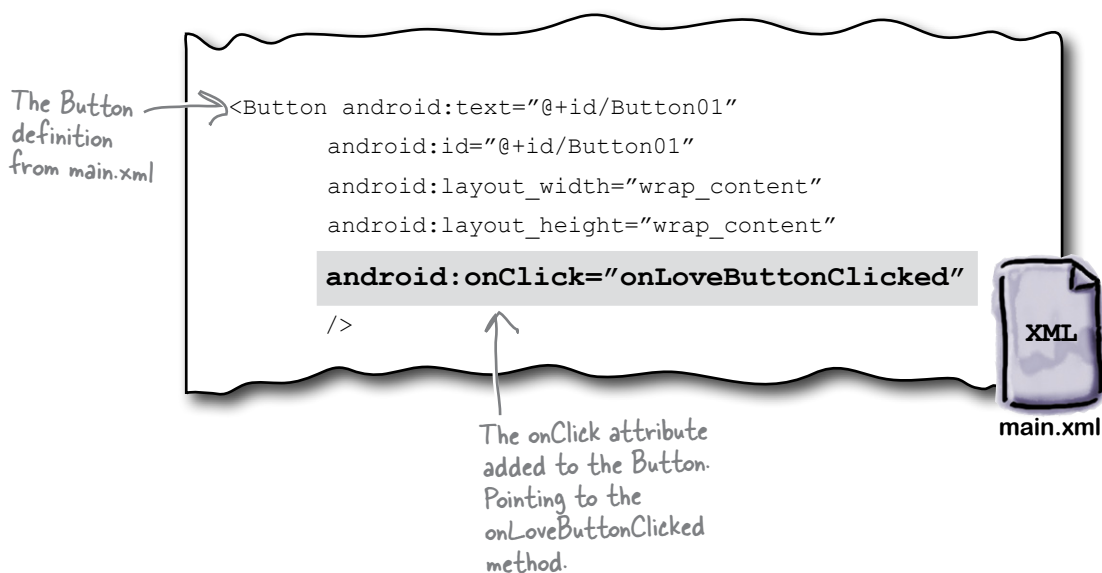 The Button
definition
from main.xml
<Button android:text="@+id/Button01"
android:id="@+id/Button01"
android:layout_width="wrap_content"
android:layout_height="wrap_content"
android:onClick="onLoveButtonClicked"
/>
XML
main.xml
The onClick attribute
added to the Button.
Pointing to the
onLoveButtonClicked
method.